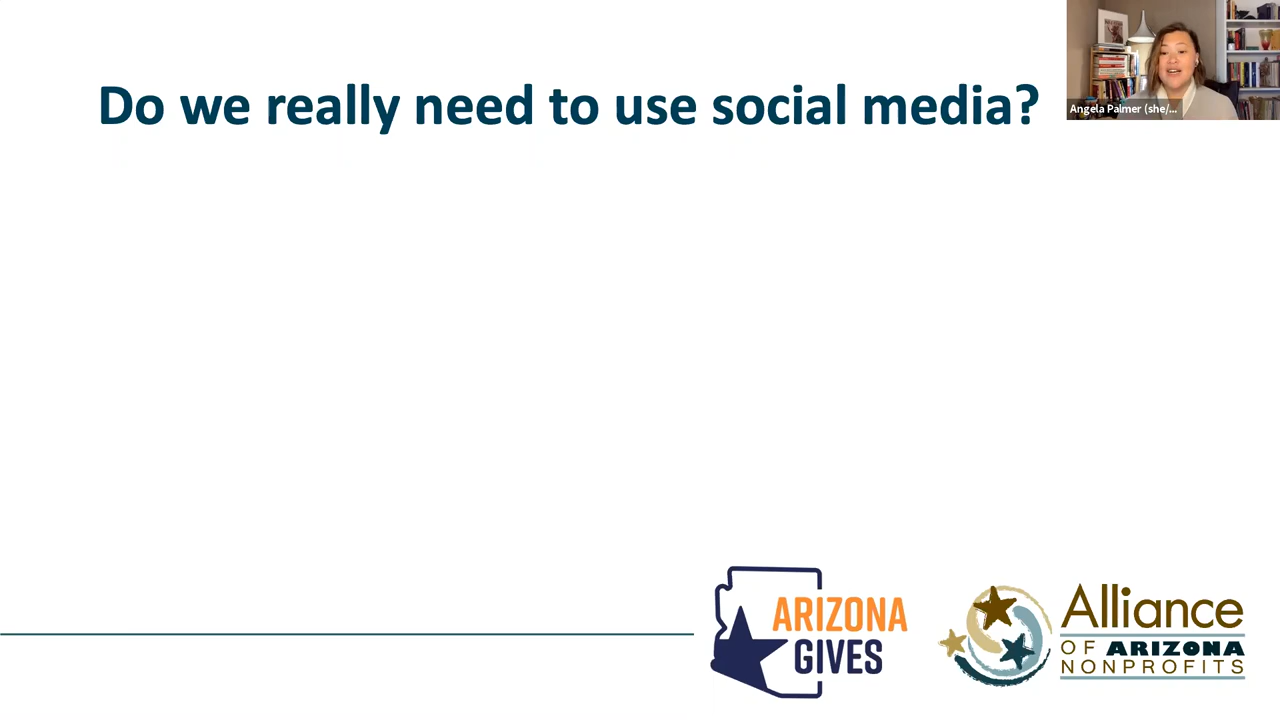 Do we really need to use social media?
Angela Palmer (she/...
ARIZONA
GIVES
Alliance
OF ARIZONA
NONPROFITS